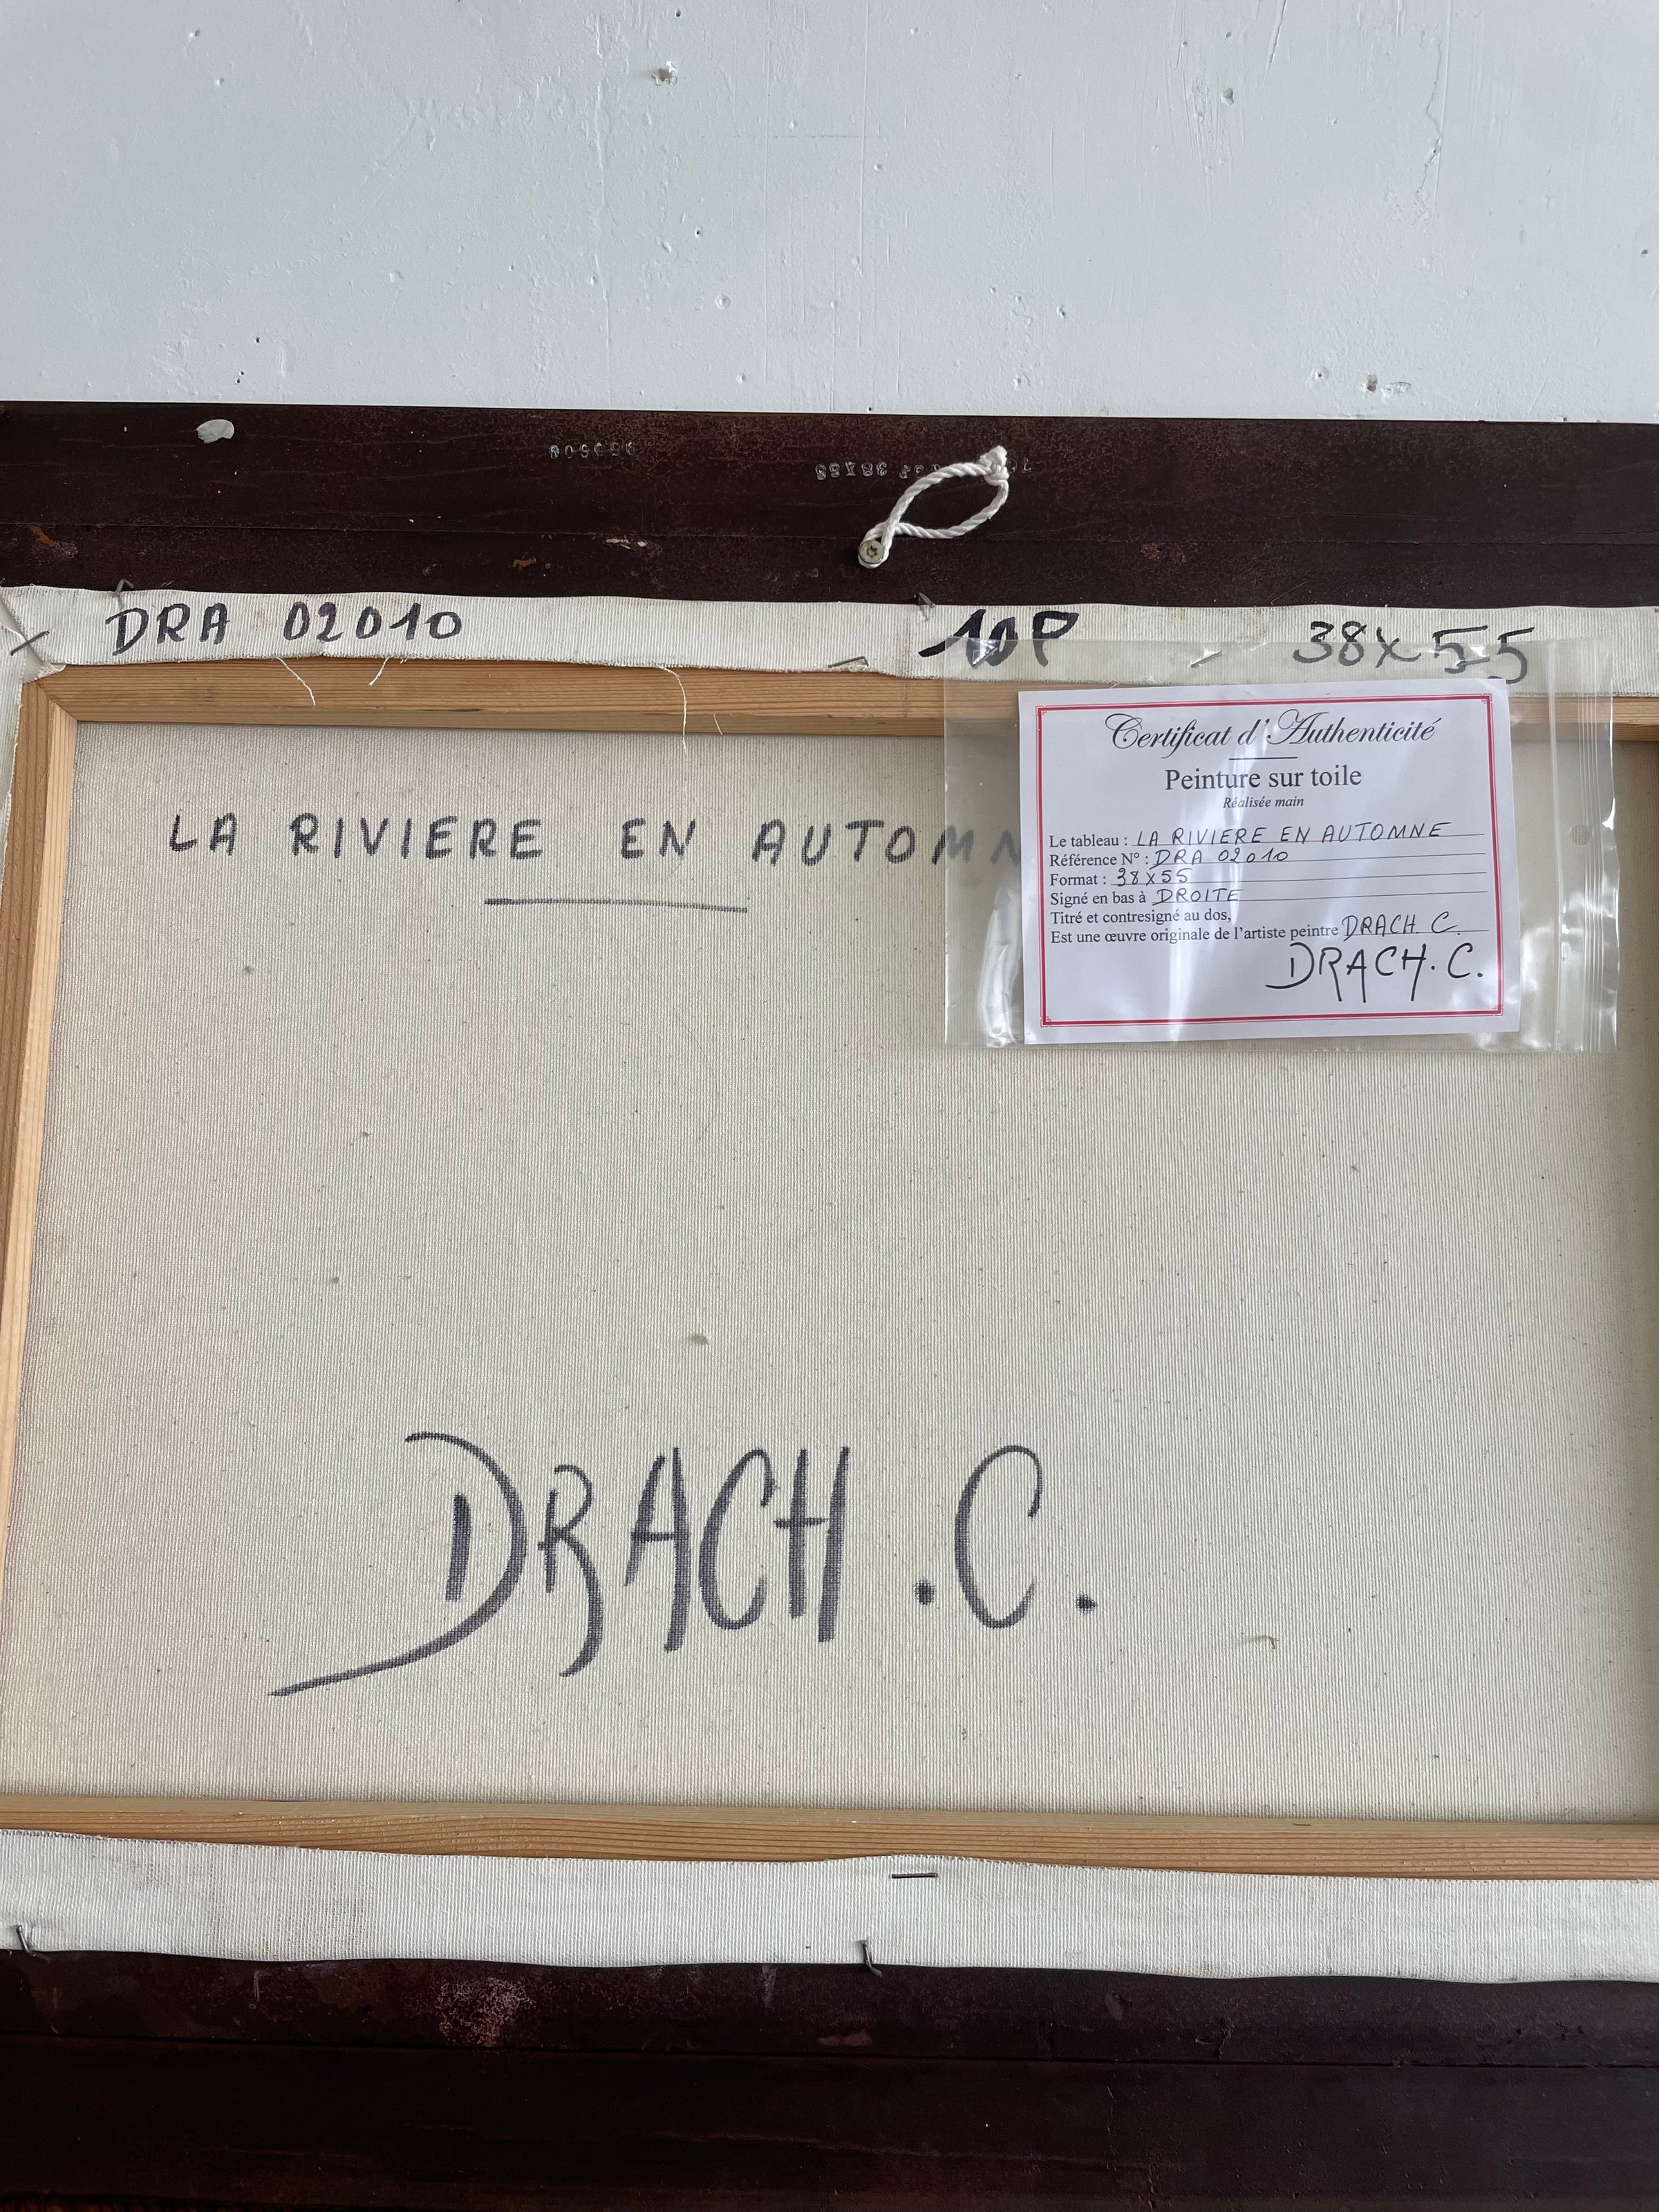 DRA 02010 10P 38X55
LA RIVIERE EN AUTOMN
Certificat d'Authenticité
Peinture sur toile
Réalisée main
Le tableau : LA RIVIERE EN AUTOMNE
Référence N° : DRA 02010
Format : 38X55
Signé en bas à DROITE
Titré et contresigné au dos,
Est une œuvre originale de l'artiste peintre DRACH. C.
DRACH. C.
DRACH . C.